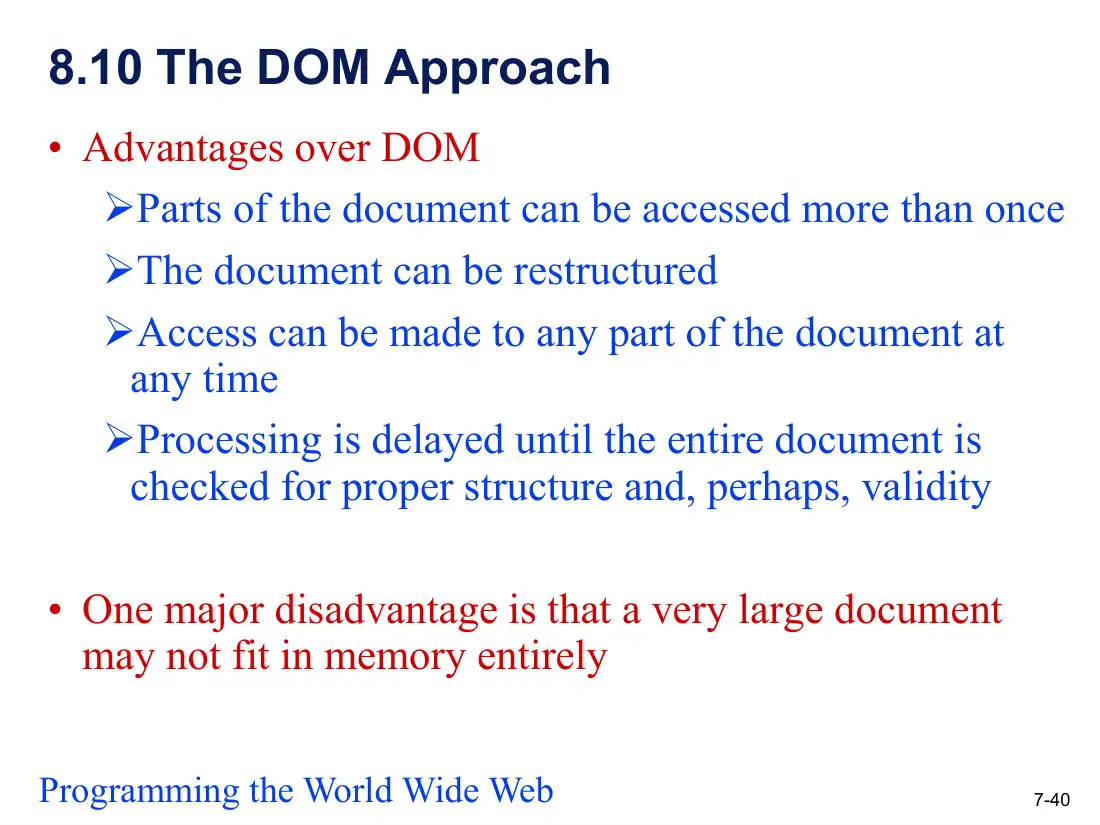 8.10 The DOM Approach
• Advantages over DOM
➢Parts of the document can be accessed more than once
➢The document can be restructured
➢Access can be made to any part of the document at
any time
➢Processing is delayed until the entire document is
checked for proper structure and, perhaps, validity
• One major disadvantage is that a very large document
may not fit in memory entirely
Programming the World Wide Web
7-40